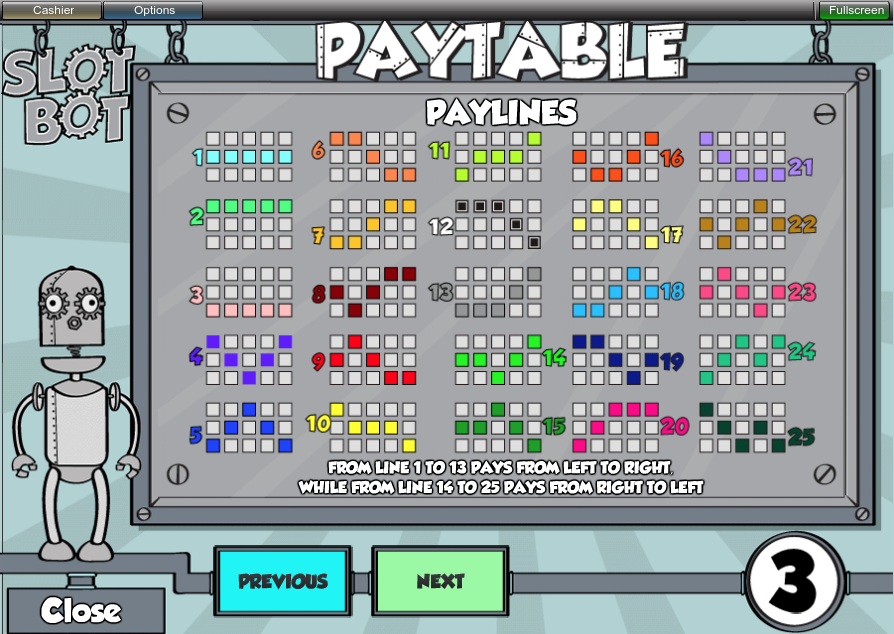 Cashier
Options
Fullscreen
SLOT
BOT
PAYTABLE
PAYLINES
1
6
11
16
21
2
7
12
17
22
3
8
13
18
23
4
9
14
19
24
5
10
15
20
25
FROM LINE 1 TO 13 PAYS FROM LEFT TO RIGHT,
WHILE FROM LINE 14 TO 25 PAYS FROM RIGHT TO LEFT
PREVIOUS
NEXT
3
Close